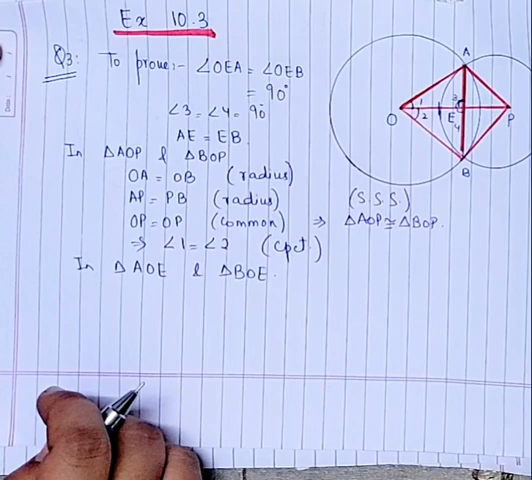 Ex 10.3
Q3:
To prove:- ∠OEA = ∠OEB
= 90°
∠3 = ∠4 = 90°
AE = EB
In ∆AOP & ∆BOP
OA = OB (radius)
AP = PB (radius) (S S S)
OP = OP (common) ⇒ ∆AOP ≅ ∆BOP.
⇒ ∠1 = ∠2 (Cpct.)
In ∆AOE & ∆BOE.
A
3
O 1 E P
2
4
B